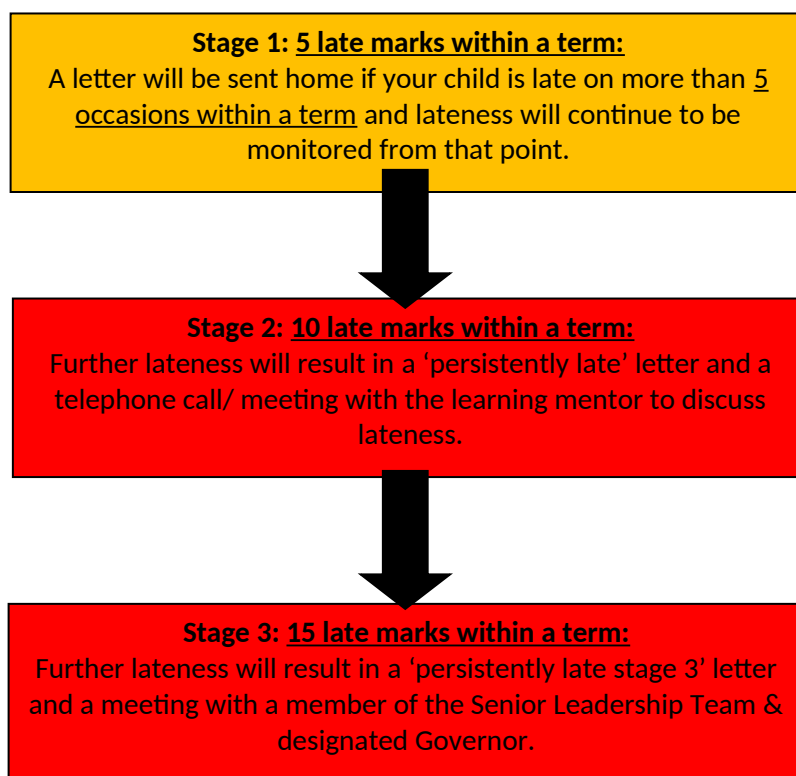 Stage 1: 5 late marks within a term:
A letter will be sent home if your child is late on more than 5
occasions within a term and lateness will continue to be
monitored from that point.
Stage 2: 10 late marks within a term:
Further lateness will result in a ‘persistently late’ letter and a
telephone call/ meeting with the learning mentor to discuss
lateness.
Stage 3: 15 late marks within a term:
Further lateness will result in a ‘persistently late stage 3’ letter
and a meeting with a member of the Senior Leadership Team &
designated Governor.